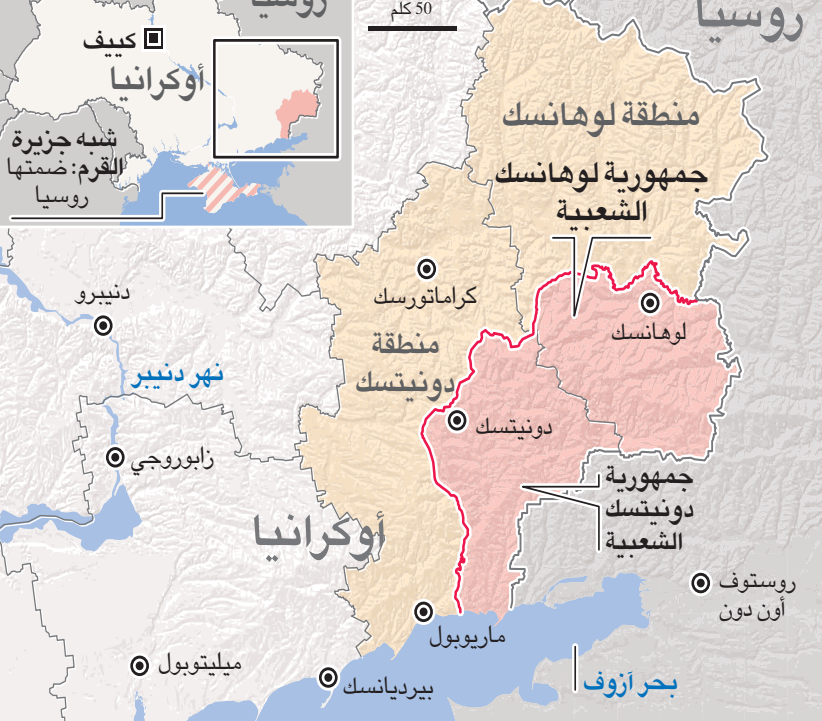 روسيا
كييف
أوكرانيا
شبه جزيرة
القرم: ضمتها
روسيا
50 كلم
روسيا
منطقة لوهانسك
جمهورية لوهانسك
الشعبية
كراماتورسك
لوهانسك
دنيبرو
نهر دنيبر
منطقة
دونيتسك
دونيتسك
زابوروجي
جمهورية
دونيتسك
الشعبية
أوكرانيا
روستوف
أون دون
ماريوبول
ميليتوبول
بيرديانسك
بحر آزوف